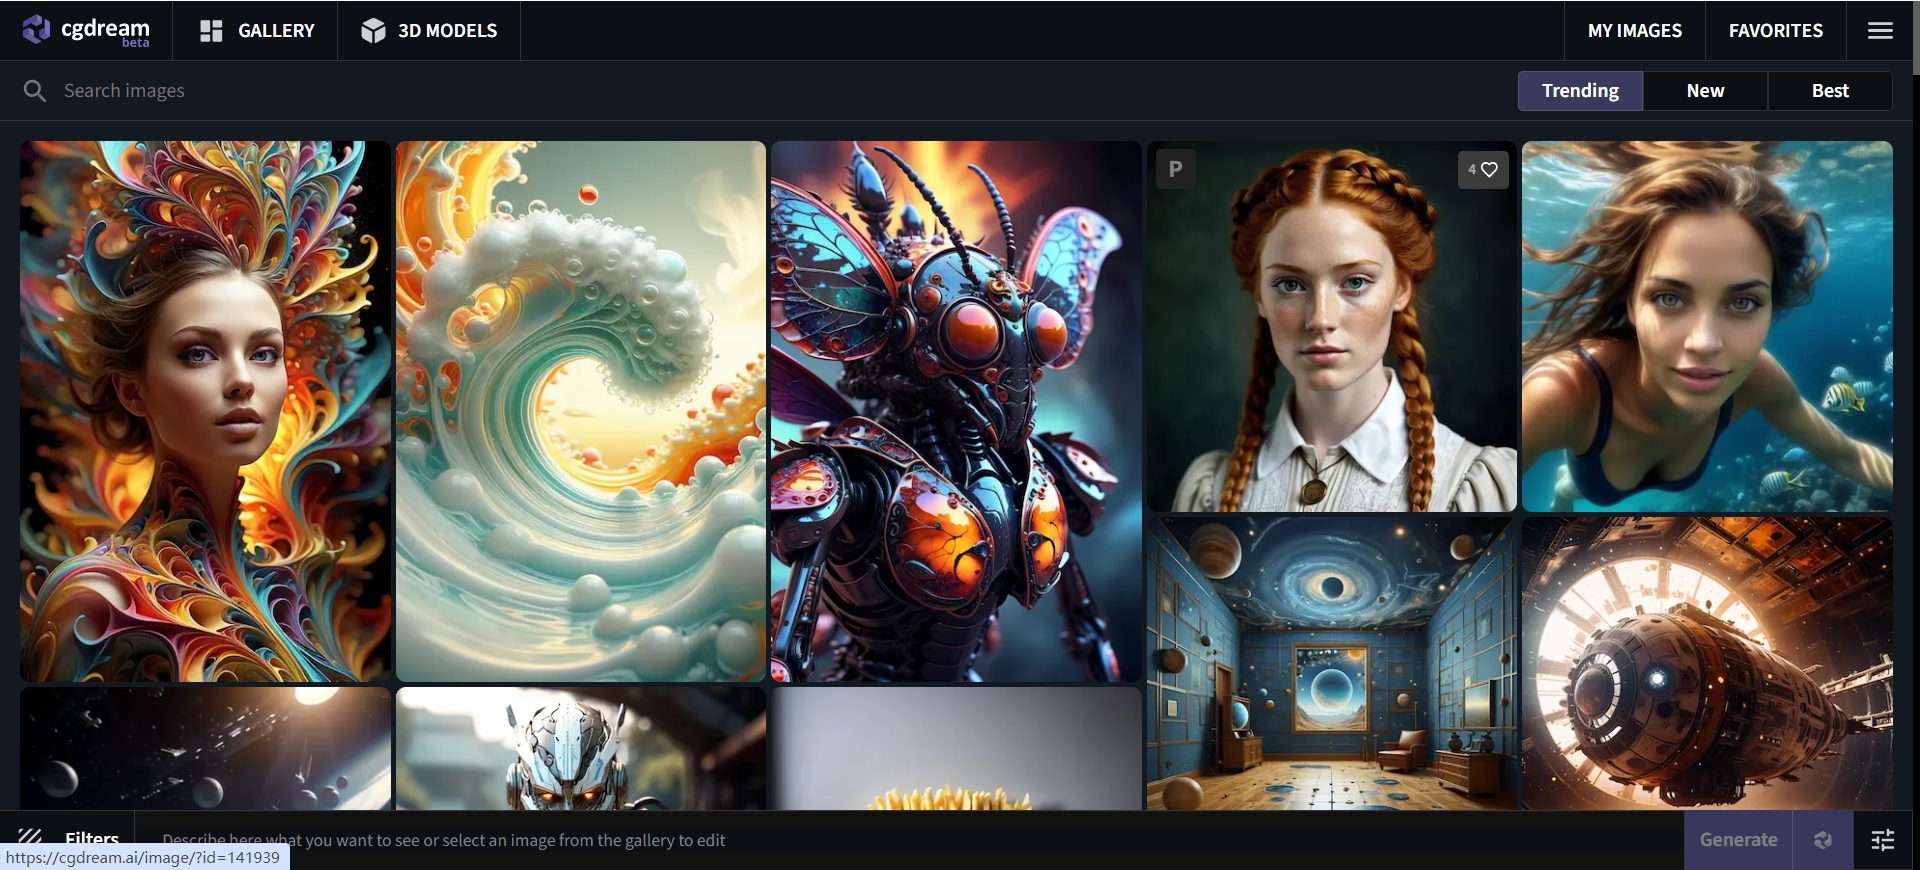 cgdream
beta
GALLERY
3D MODELS
MY IMAGES
FAVORITES
Search images
Trending
New
Best
P
4
Filters
Describe here what you want to see or select an image from the gallery to edit
Generate
https://cgdream.ai/image/?id=141939